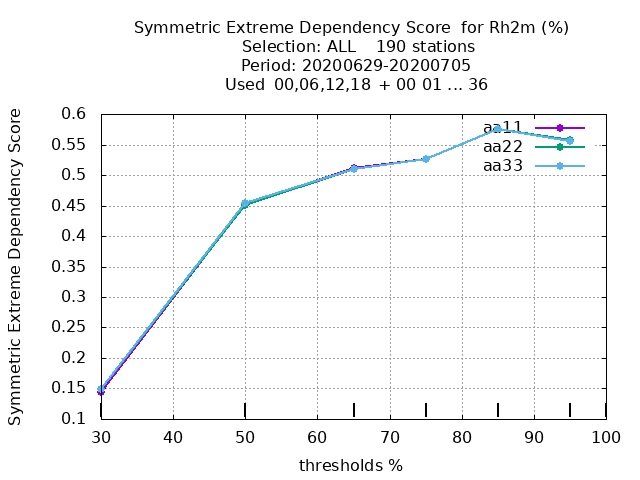 Symmetric Extreme Dependency Score for Rh2m (%)
Selection: ALL 190 stations
Period: 20200629-20200705
Used 00,06,12,18 + 00 01 ... 36
Symmetric Extreme Dependency Score
0.6
0.55
0.5
0.45
0.4
0.35
0.3
0.25
0.2
0.15
0.1
aa11
aa22
aa33
30 40 50 60 70 80 90 100
thresholds %